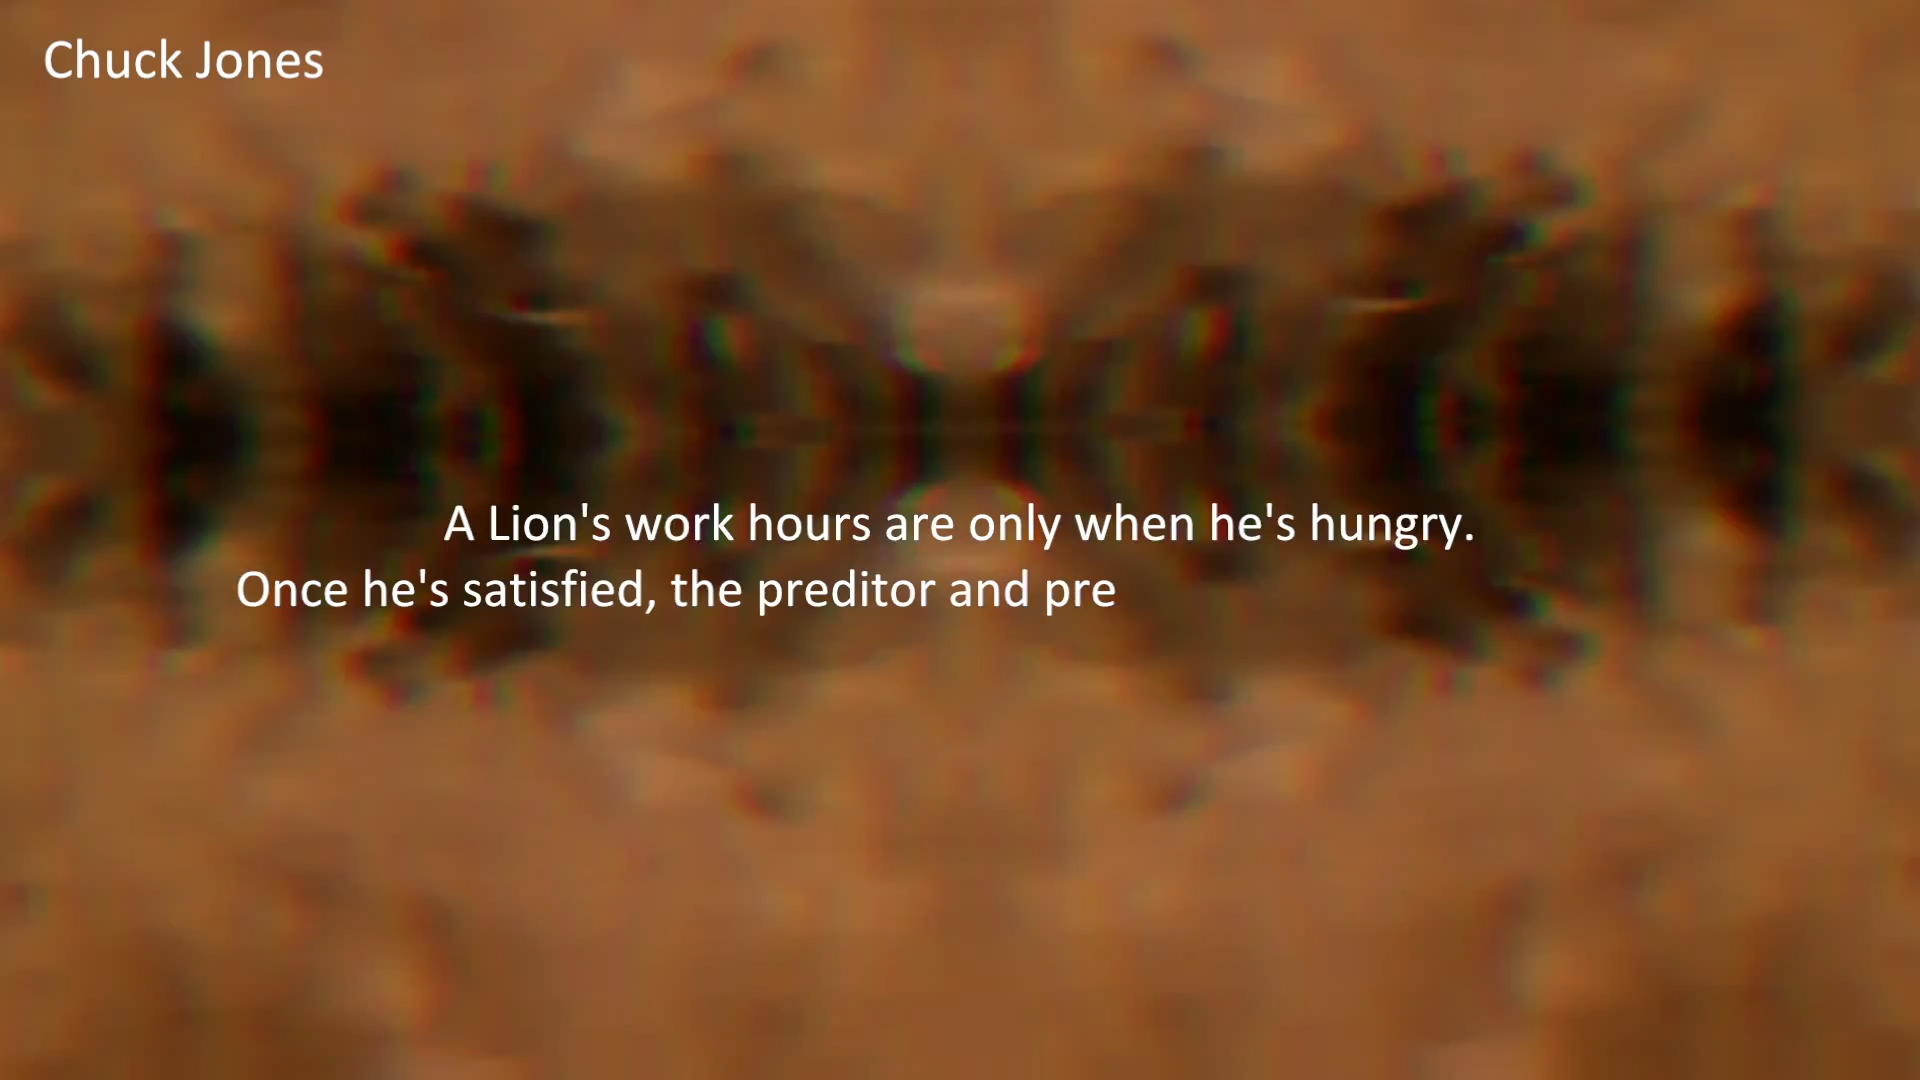 Chuck Jones
A Lion's work hours are only when he's hungry.
Once he's satisfied, the preditor and pre